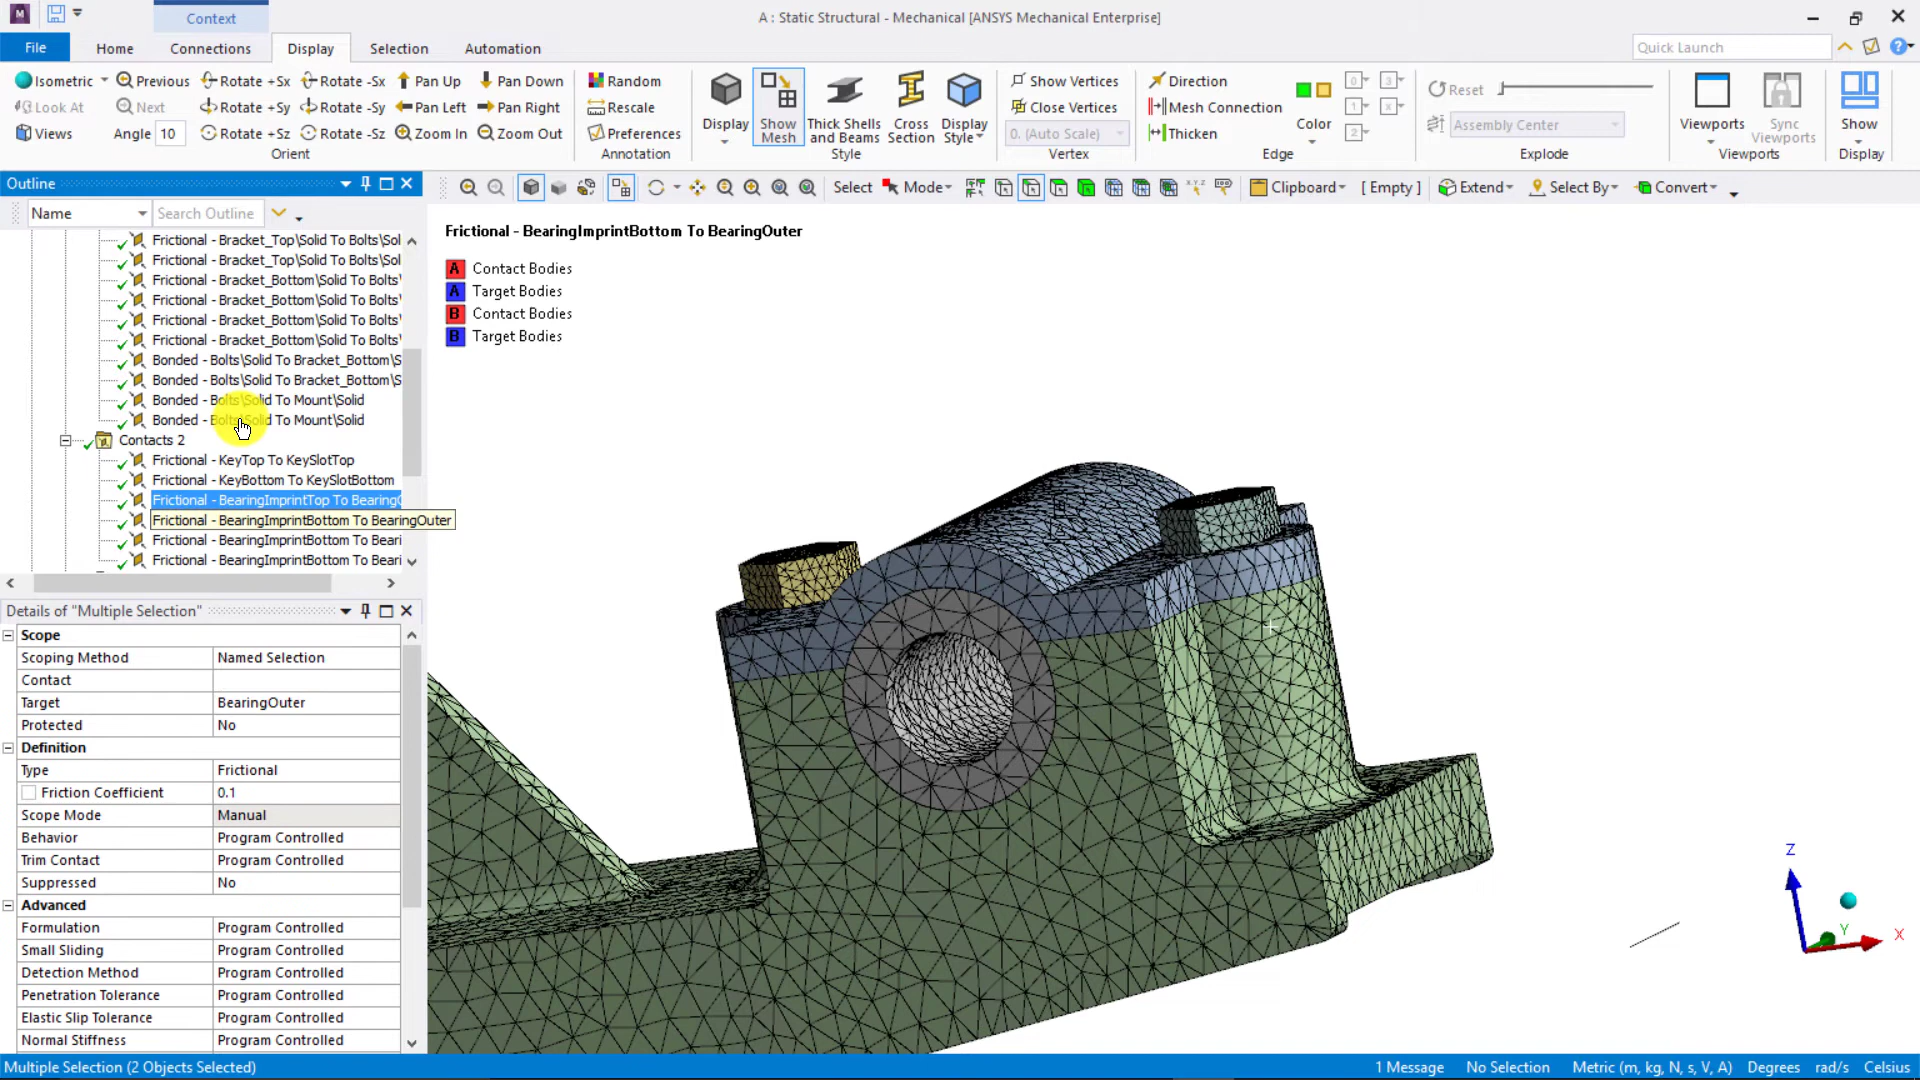 Context
A : Static Structural - Mechanical [ANSYS Mechanical Enterprise]
File
Home
Connections
Display
Selection
Automation
Quick Launch
Isometric
Previous
Rotate +Sx
Rotate -Sx
Pan Up
Pan Down
Look At
Next
Rotate +Sy
Rotate -Sy
Pan Left
Pan Right
Views
Angle 10
Rotate +Sz
Rotate -Sz
Zoom In
Zoom Out
Orient
Random
Rescale
Preferences
Annotation
Display
Show Mesh
Thick Shells and Beams
Cross Section
Display Style
Style
Show Vertices
Close Vertices
0. (Auto Scale)
Vertex
Direction
Mesh Connection
Thicken
Color
Edge
Reset
Assembly Center
Explode
Viewports
Sync Viewports
Viewports
Show
Display
Outline
Select
Mode
Clipboard
[ Empty ]
Extend
Select By
Convert
Name
Search Outline
Frictional - Bracket_Top\Solid To Bolts\Sol
Frictional - Bracket_Top\Solid To Bolts\Sol
Frictional - Bracket_Bottom\Solid To Bolts\
Frictional - Bracket_Bottom\Solid To Bolts\
Frictional - Bracket_Bottom\Solid To Bolts\
Frictional - Bracket_Bottom\Solid To Bolts\
Bonded - Bolts\Solid To Bracket_Bottom\S
Bonded - Bolts\Solid To Bracket_Bottom\S
Bonded - Bolts\Solid To Mount\Solid
Bonded - Bolts\Solid To Mount\Solid
Contacts 2
Frictional - KeyTop To KeySlotTop
Frictional - KeyBottom To KeySlotBottom
Frictional - BearingImprintTop To Bearing
Frictional - BearingImprintBottom To BearingOuter
Frictional - BearingImprintBottom To Beari
Frictional - BearingImprintBottom To Beari
Frictional - BearingImprintBottom To BearingOuter
A Contact Bodies
A Target Bodies
B Contact Bodies
B Target Bodies
Z
Y
X
Details of "Multiple Selection"
Scope
Scoping Method Named Selection
Contact
Target BearingOuter
Protected No
Definition
Type Frictional
Friction Coefficient 0.1
Scope Mode Manual
Behavior Program Controlled
Trim Contact Program Controlled
Suppressed No
Advanced
Formulation Program Controlled
Small Sliding Program Controlled
Detection Method Program Controlled
Penetration Tolerance Program Controlled
Elastic Slip Tolerance Program Controlled
Normal Stiffness Program Controlled
Multiple Selection (2 Objects Selected)
1 Message
No Selection
Metric (m, kg, N, s, V, A)
Degrees
rad/s
Celsius